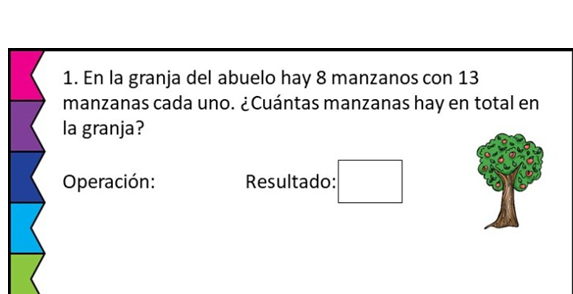 1. En la granja del abuelo hay 8 manzanos con 13
manzanas cada uno. ¿Cuántas manzanas hay en total en
la granja?
Operación: Resultado: